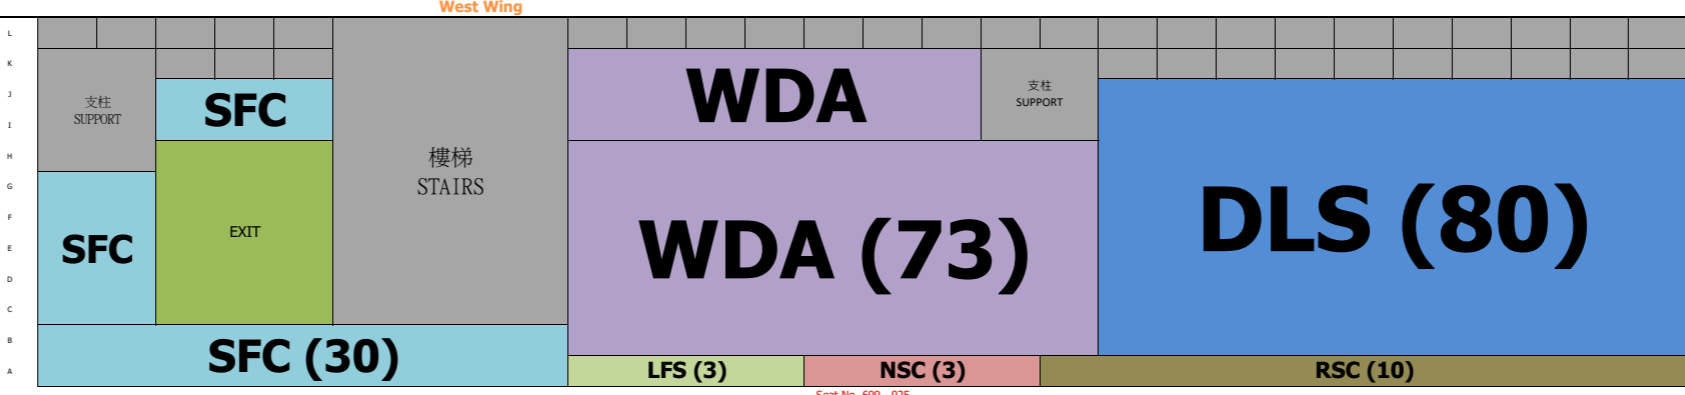 West Wing
L
K
J
I
H
G
F
E
D
C
B
A
支柱
SUPPORT
SFC
SFC
EXIT
樓梯
STAIRS
SFC (30)
WDA
支柱
SUPPORT
WDA (73)
DLS (80)
LFS (3)
NSC (3)
RSC (10)